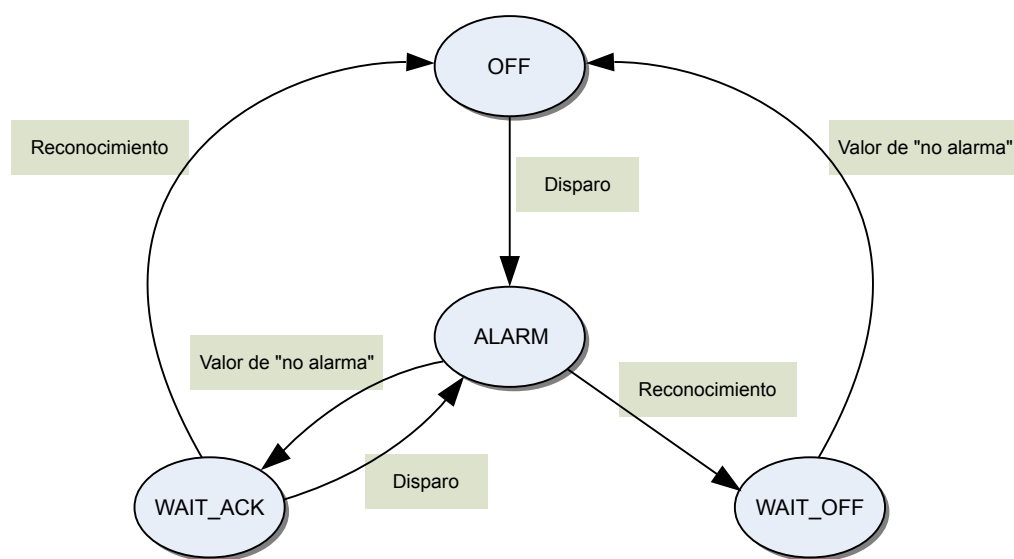 OFF
Reconocimiento
Valor de "no alarma"
Disparo
ALARM
Valor de "no alarma"
Reconocimiento
Disparo
WAIT_ACK
WAIT_OFF